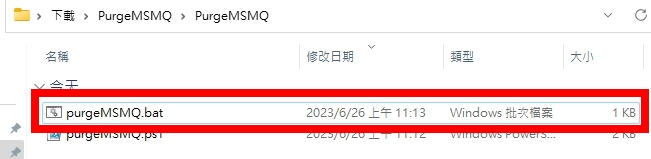 下載 > PurgeMSMQ > PurgeMSMQ
名稱 修改日期 類型 大小
今天
purgeMSMQ.bat 2023/6/26 上午 11:13 Windows 批次檔案 1 KB
purgeMSMQ.ps1 2023/6/26 上午 11:12 Windows PowerS... 2 KB